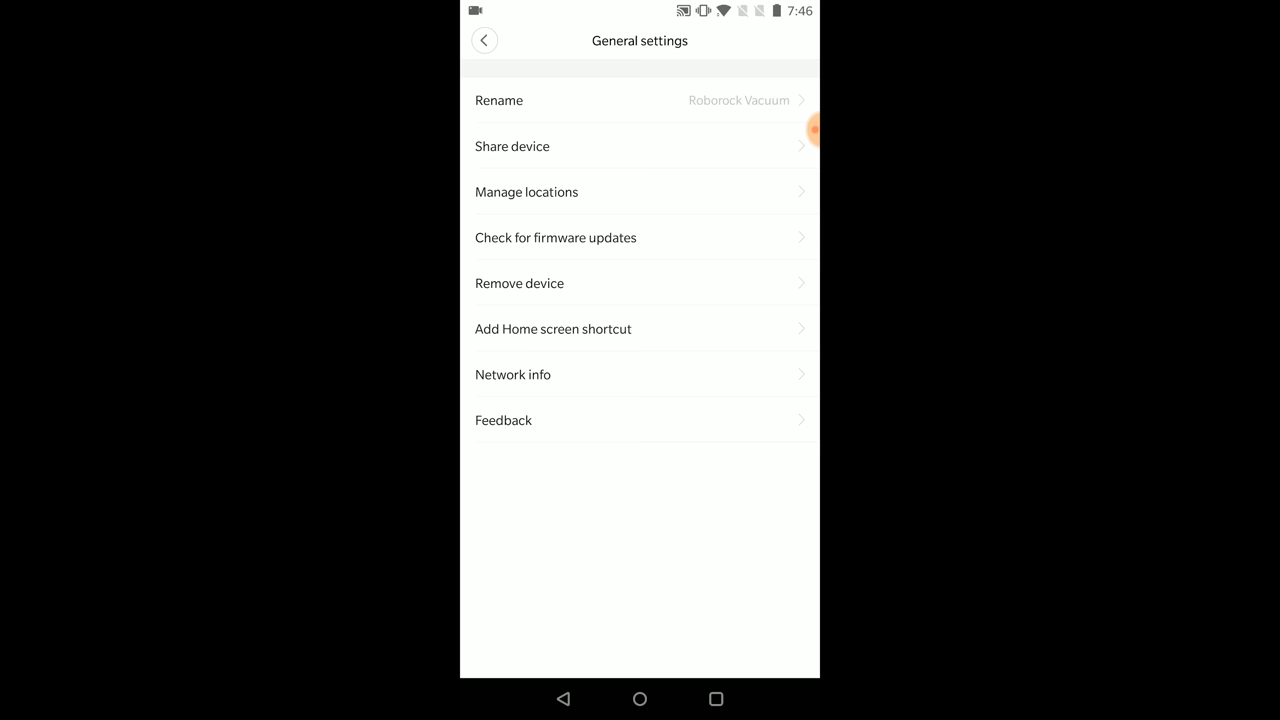 7:46
General settings
Rename Roborock Vacuum
Share device
Manage locations
Check for firmware updates
Remove device
Add Home screen shortcut
Network info
Feedback